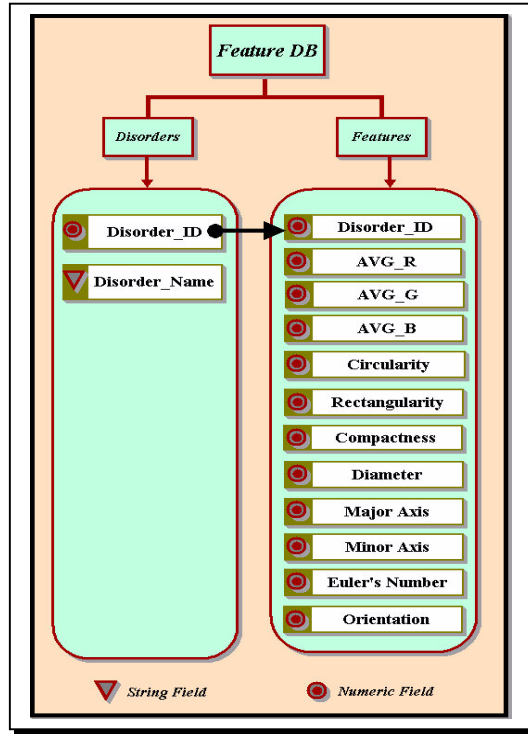 Feature DB
Disorders
Features
Disorder_ID
Disorder_Name
Disorder_ID
AVG_R
AVG_G
AVG_B
Circularity
Rectangularity
Compactness
Diameter
Major Axis
Minor Axis
Euler's Number
Orientation
String Field
Numeric Field